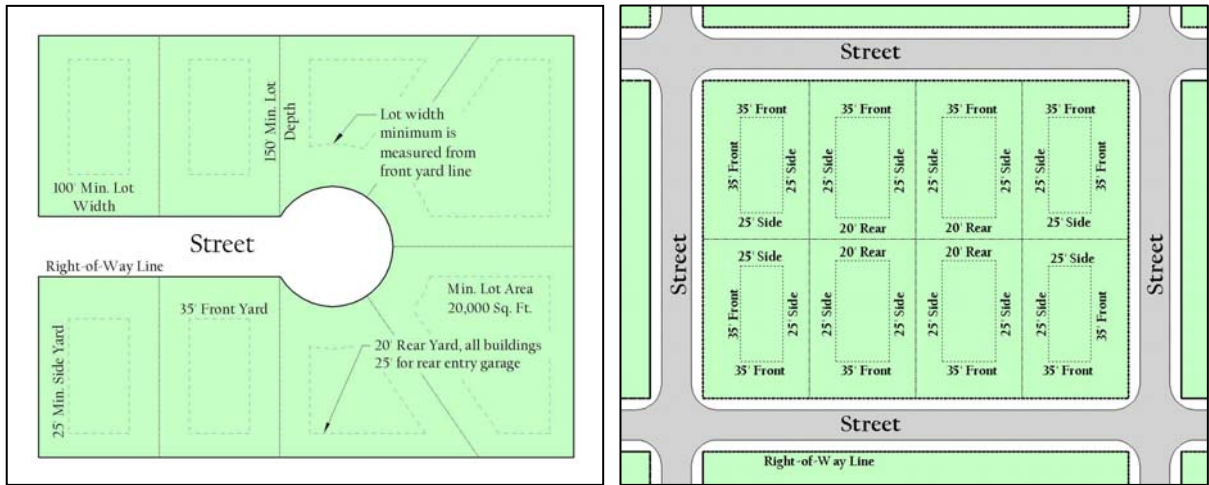 150' Min. Lot
Depth
Lot width
minimum is
measured from
front yard line
100' Min. Lot
Width
Street
Right-of-Way Line
35' Front Yard
Min. Lot Area
20,000 Sq. Ft.
25' Min. Side Yard
20' Rear Yard, all buildings
25' for rear entry garage
Street
35' Front
35' Front
35' Front
35' Front
35' Front
25' Side
25' Side
25' Side
25' Side
25' Side
25' Side
35' Front
25' Side
20' Rear
20' Rear
25' Side
Street
Street
25' Side
20' Rear
20' Rear
25' Side
35' Front
25' Side
25' Side
25' Side
25' Side
25' Side
25' Side
35' Front
35' Front
35' Front
35' Front
35' Front
Street
Right-of-Way Line